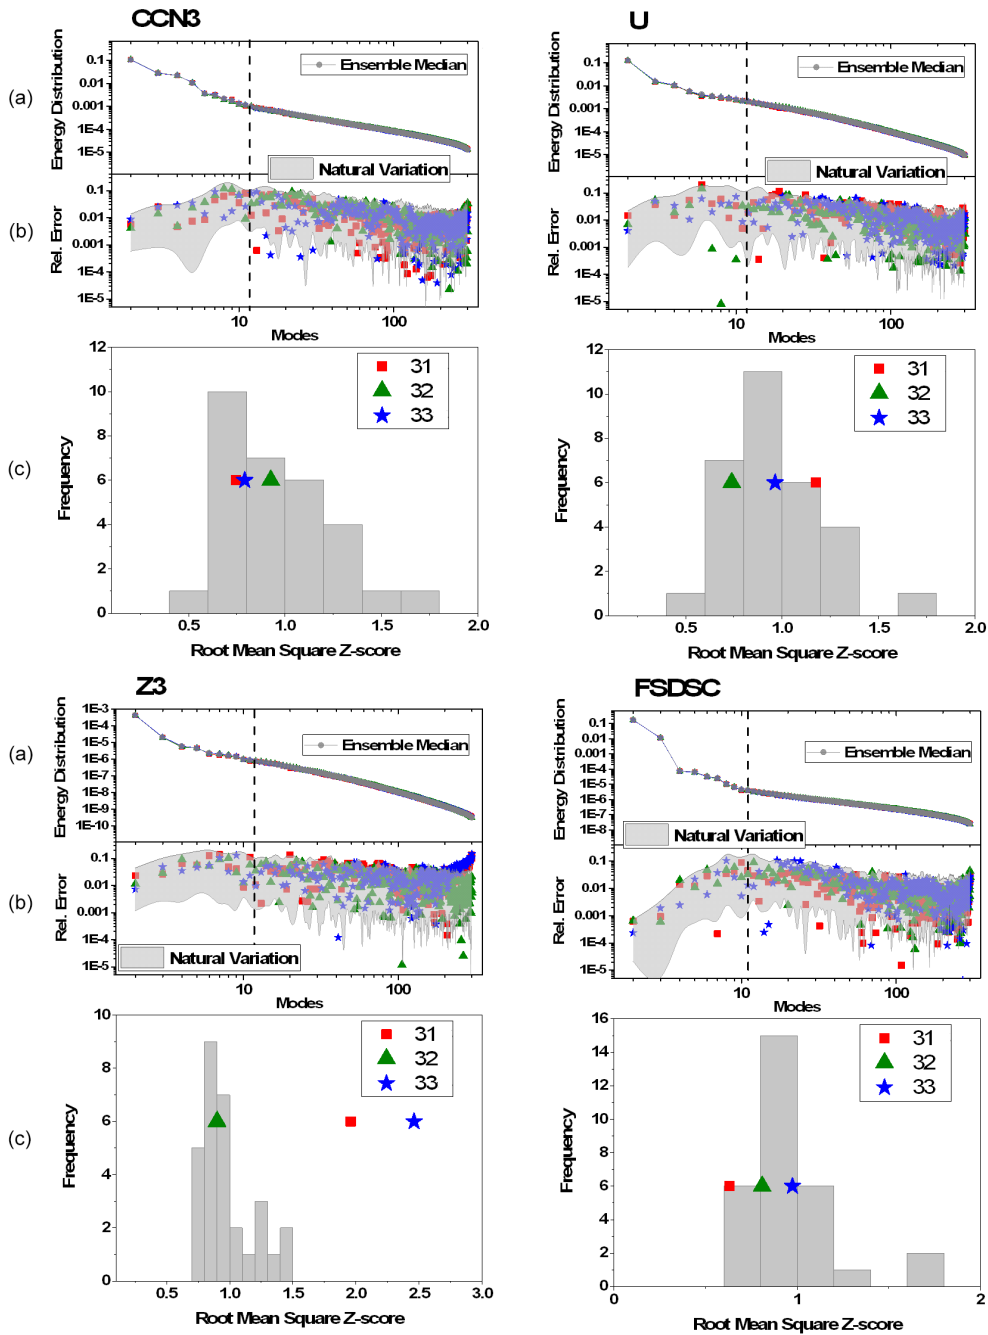 CCN3
(a)
Energy Distribution
0.1
0.01
0.001
1E-4
1E-5
Ensemble Median
Natural Variation
(b)
Rel. Error
0.1
0.01
0.001
1E-4
1E-5
10
100
Modes
(c)
Frequency
12
10
8
6
4
2
0
31
32
33
0.5
1.0
1.5
2.0
Root Mean Square Z-score
U
Energy Distribution
0.1
0.01
0.001
1E-4
1E-5
Ensemble Median
Natural Variation
Rel. Error
0.1
0.01
0.001
1E-4
1E-5
10
100
Modes
Frequency
12
10
8
6
4
2
0
31
32
33
0.5
1.0
1.5
2.0
Root Mean Square Z-score
Z3
(a)
Energy Distribution
1E-3
1E-4
1E-5
1E-6
1E-7
1E-8
1E-9
1E-10
Ensemble Median
(b)
Rel. Error
0.1
0.01
0.001
1E-4
1E-5
Natural Variation
10
100
Modes
(c)
Frequency
10
8
6
4
2
0
31
32
33
0.5
1.0
1.5
2.0
2.5
3.0
Root Mean Square Z-score
FSDSC
Energy Distribution
0.1
0.01
0.001
1E-4
1E-5
1E-6
1E-7
1E-8
Ensemble Median
Natural Variation
Rel. Error
0.1
0.01
0.001
1E-4
1E-5
10
100
Modes
Frequency
16
14
12
10
8
6
4
2
0
31
32
33
0
1
2
Root Mean Square Z-score